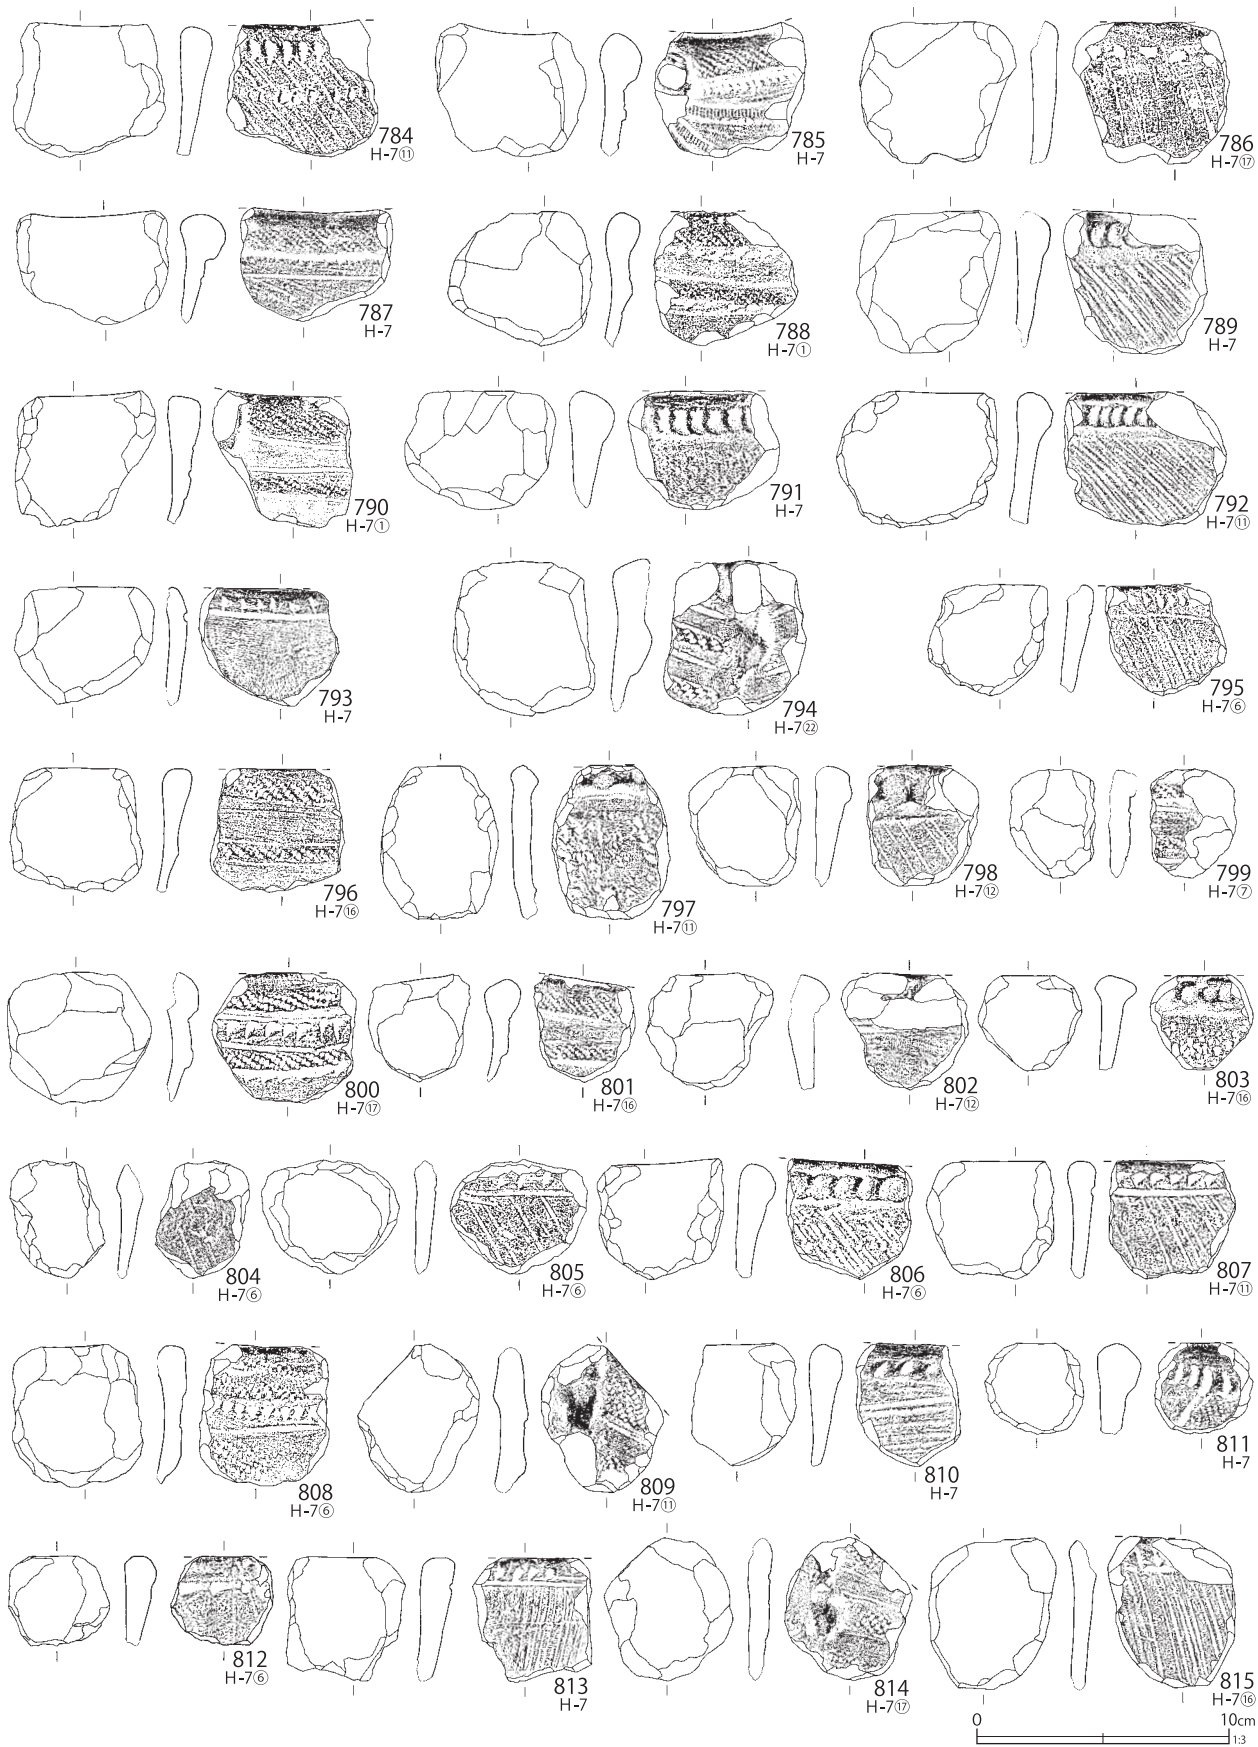 784
H-7⑪
785
H-7
786
H-7⑰
787
H-7
788
H-7①
789
H-7
790
H-7①
791
H-7
792
H-7⑪
793
H-7
794
H-7㉒
795
H-7⑥
796
H-7⑯
797
H-7⑪
798
H-7⑫
799
H-7⑦
800
H-7⑰
801
H-7⑯
802
H-7⑫
803
H-7⑯
804
H-7⑥
805
H-7⑥
806
H-7⑥
807
H-7⑪
808
H-7⑥
809
H-7⑪
810
H-7
811
H-7
812
H-7⑥
813
H-7
814
H-7⑰
815
H-7⑯
0 10cm
1:3